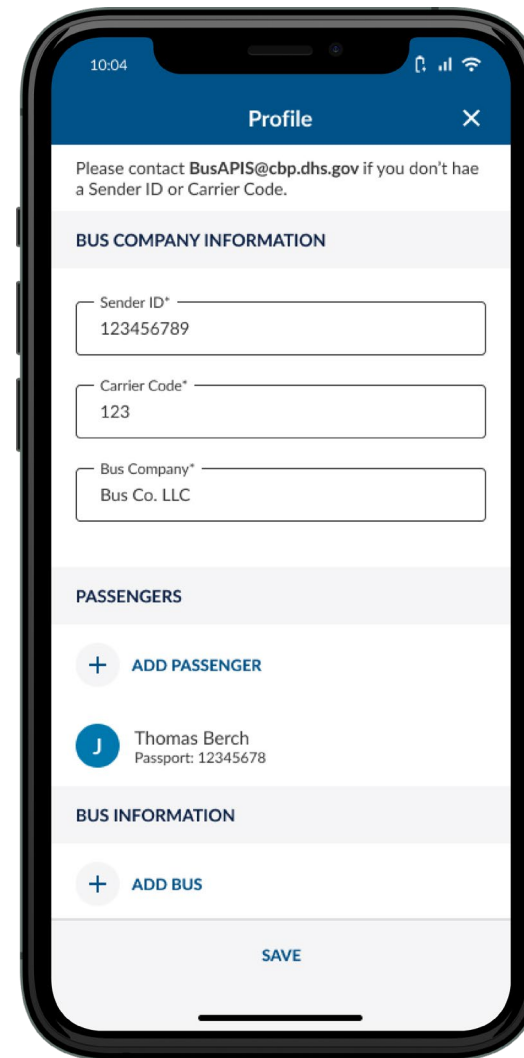 10:04
Profile
Please contact BusAPIS@cbp.dhs.gov if you don't hae
a Sender ID or Carrier Code.
BUS COMPANY INFORMATION
Sender ID*
123456789
Carrier Code*
123
Bus Company*
Bus Co. LLC
PASSENGERS
+ ADD PASSENGER
J
Thomas Berch
Passport: 12345678
BUS INFORMATION
+ ADD BUS
SAVE